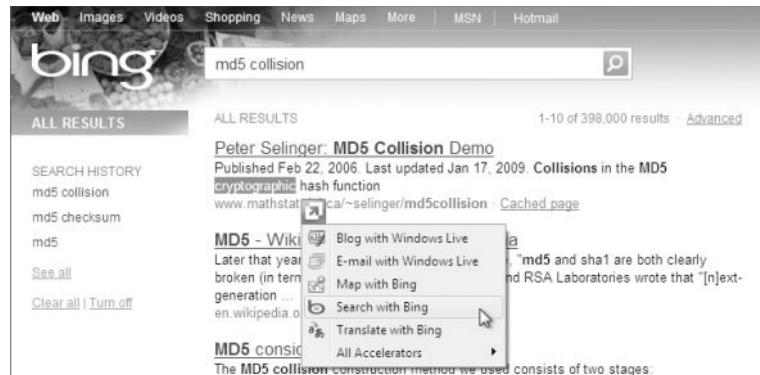 Web Images Videos Shopping News Maps More | MSN | Hotmail
bing
md5 collision
ALL RESULTS
SEARCH HISTORY
md5 collision
md5 checksum
md5
See all
Clear all | Turn off
ALL RESULTS 1-10 of 398,000 results · Advanced
Peter Selinger: MD5 Collision Demo
Published Feb 22, 2006. Last updated Jan 17, 2009. Collisions in the MD5
cryptographic hash function
www.mathstat ca/~selinger/md5collision · Cached page
MD5 - Wiki a
Later that year , "md5 and sha1 are both clearly
broken (in term nd RSA Laboratories wrote that "[n]ext-
generation ...
en.wikipedia.o
MD5 consid
The MD5 collision construction method we used consists of two stages:
Blog with Windows Live
E-mail with Windows Live
Map with Bing
Search with Bing
Translate with Bing
All Accelerators